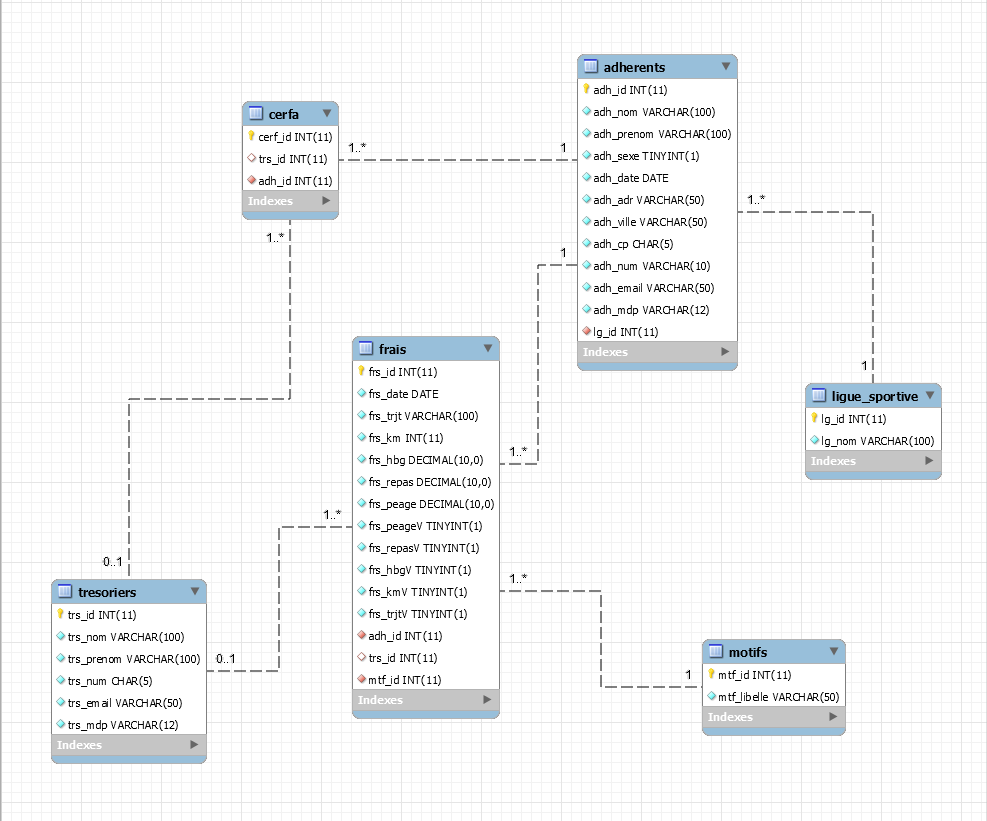 cerfa
cerf_id INT(11)
trs_id INT(11)
adh_id INT(11)
Indexes
1..*
1
1..*
adherents
adh_id INT(11)
adh_nom VARCHAR(100)
adh_prenom VARCHAR(100)
adh_sexe TINYINT(1)
adh_date DATE
adh_adr VARCHAR(50)
adh_ville VARCHAR(50)
adh_cp CHAR(5)
adh_num VARCHAR(10)
adh_email VARCHAR(50)
adh_mdp VARCHAR(12)
lg_id INT(11)
Indexes
1..*
1
1
ligue_sportive
lg_id INT(11)
lg_nom VARCHAR(100)
Indexes
frais
frs_id INT(11)
frs_date DATE
frs_trjt VARCHAR(100)
frs_km INT(11)
frs_hbg DECIMAL(10,0)
frs_repas DECIMAL(10,0)
frs_peage DECIMAL(10,0)
frs_peageV TINYINT(1)
frs_repasV TINYINT(1)
frs_hbgV TINYINT(1)
frs_kmV TINYINT(1)
frs_trjtV TINYINT(1)
adh_id INT(11)
trs_id INT(11)
mtf_id INT(11)
Indexes
1..*
1..*
1..*
1
0..1
0..1
tresoriers
trs_id INT(11)
trs_nom VARCHAR(100)
trs_prenom VARCHAR(100)
trs_num CHAR(5)
trs_email VARCHAR(50)
trs_mdp VARCHAR(12)
Indexes
motifs
mtf_id INT(11)
mtf_libelle VARCHAR(50)
Indexes